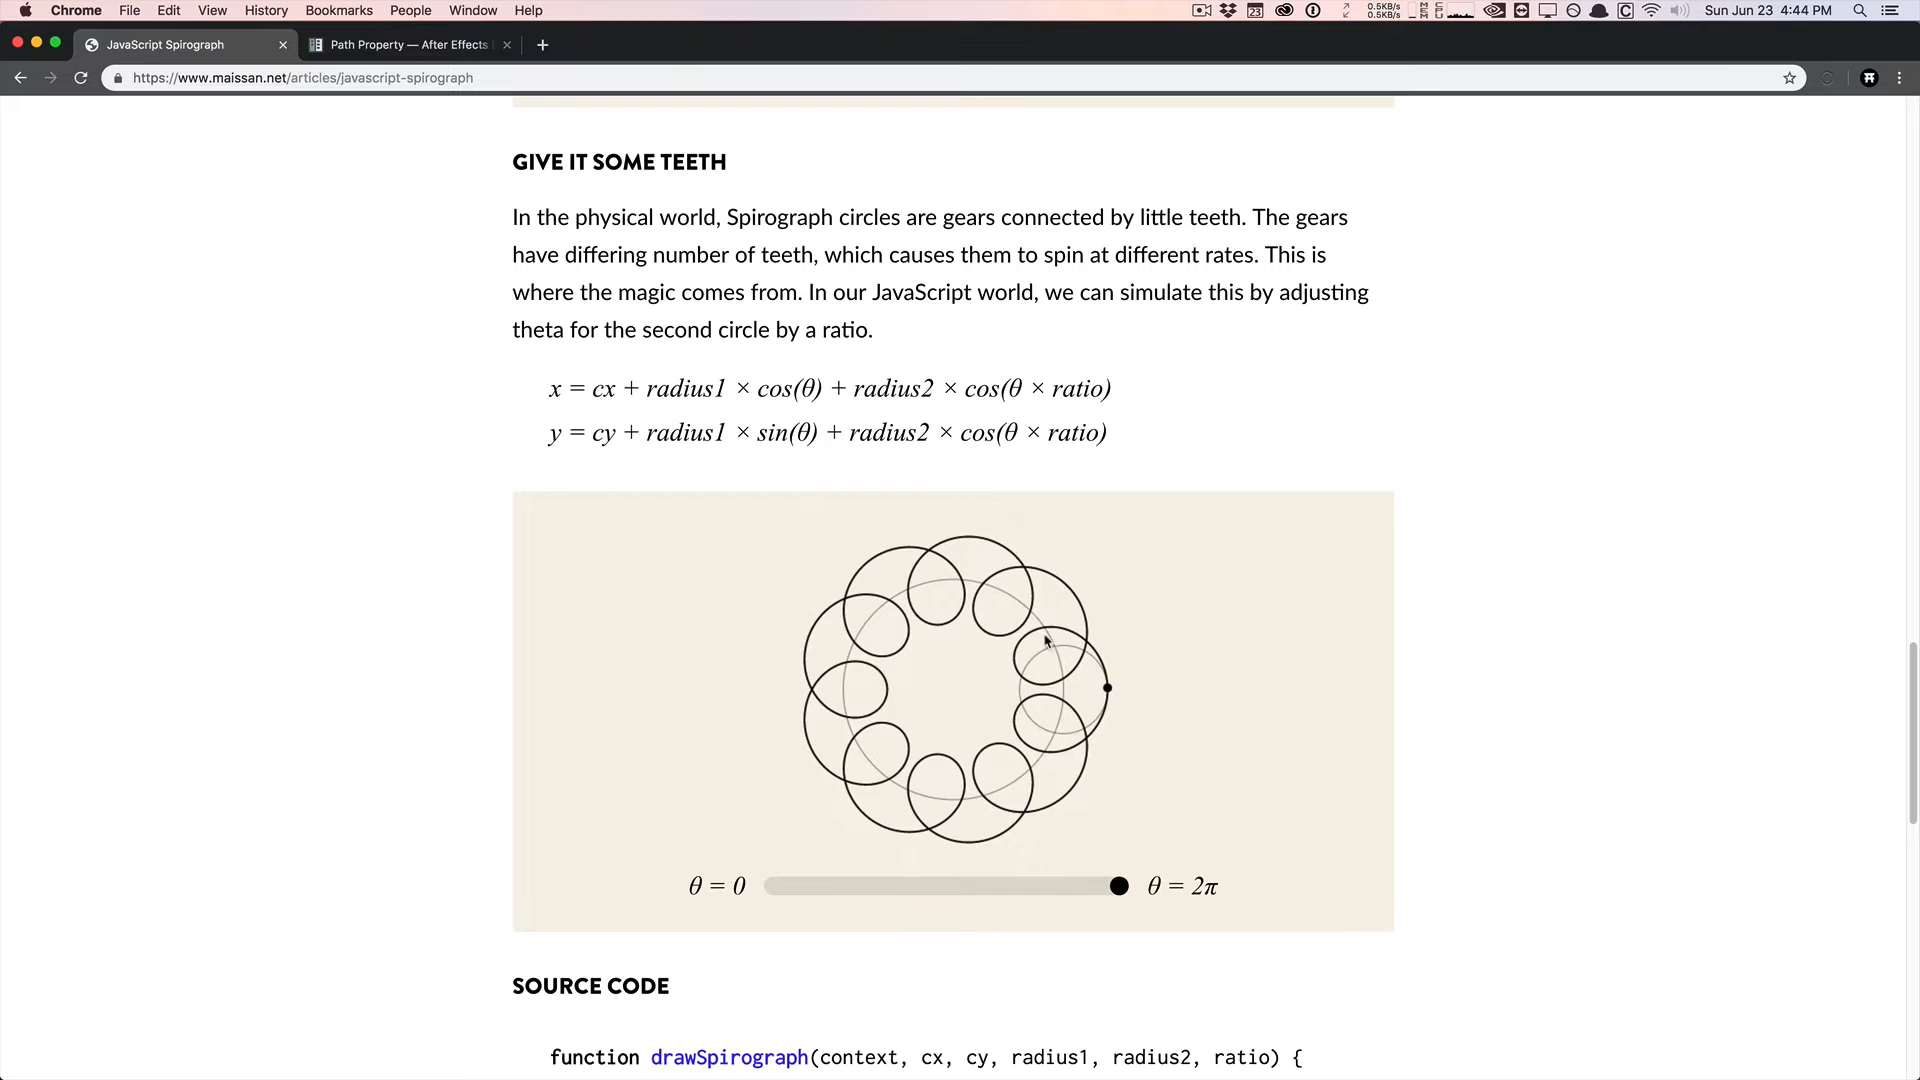 Chrome File Edit View History Bookmarks People Window Help
23
0.5KB/s
0.5KB/s
Sun Jun 23 4:44 PM
JavaScript Spirograph
Path Property — After Effects
https://www.maissan.net/articles/javascript-spirograph
GIVE IT SOME TEETH
In the physical world, Spirograph circles are gears connected by little teeth. The gears
have differing number of teeth, which causes them to spin at different rates. This is
where the magic comes from. In our JavaScript world, we can simulate this by adjusting
theta for the second circle by a ratio.
x = cx + radius1 × cos(θ) + radius2 × cos(θ × ratio)
y = cy + radius1 × sin(θ) + radius2 × cos(θ × ratio)
θ = 0
θ = 2π
SOURCE CODE
function drawSpirograph(context, cx, cy, radius1, radius2, ratio) {